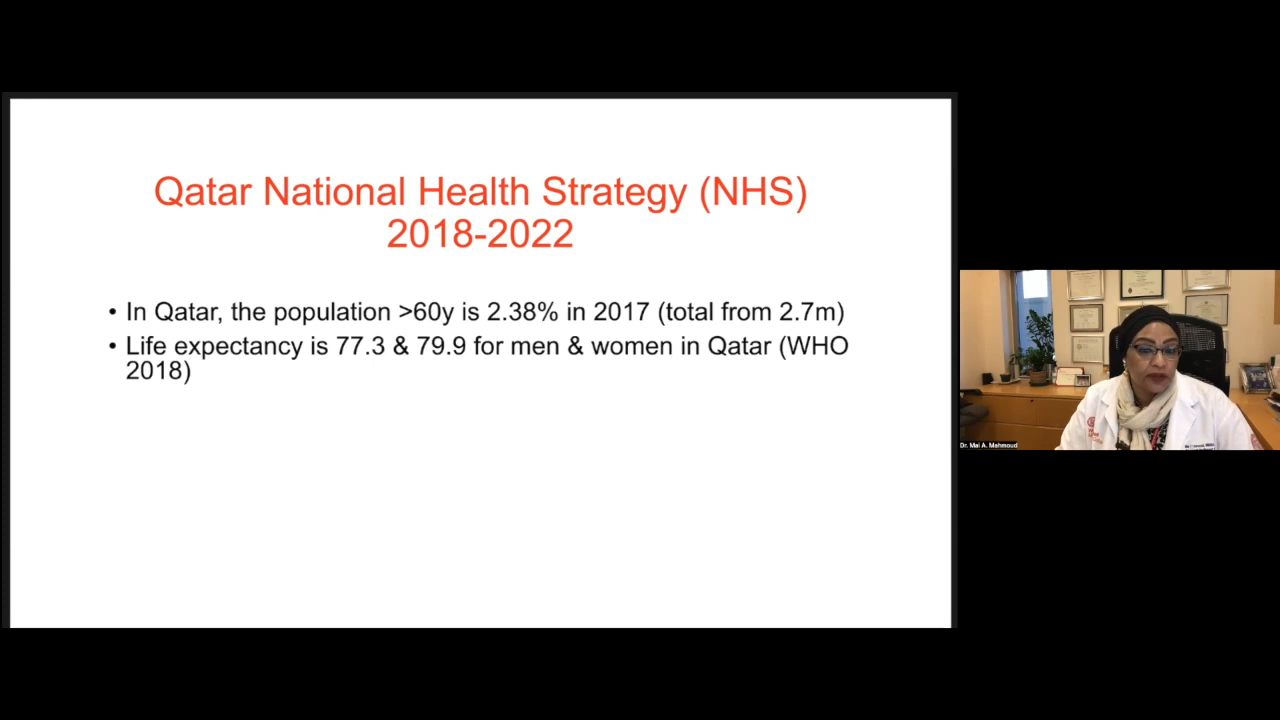 Qatar National Health Strategy (NHS)
2018-2022
• In Qatar, the population >60y is 2.38% in 2017 (total from 2.7m)
• Life expectancy is 77.3 & 79.9 for men & women in Qatar (WHO
2018)
Dr. Mai A. Mahmoud